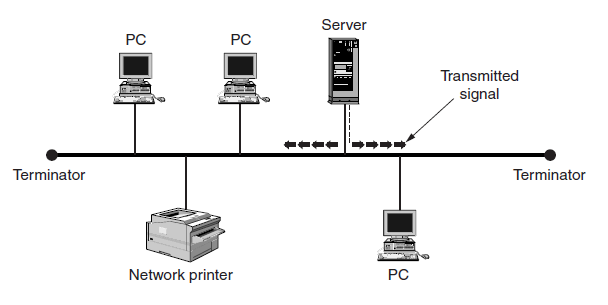 Server
PC
PC
Transmitted
signal
Terminator
Terminator
Network printer
PC